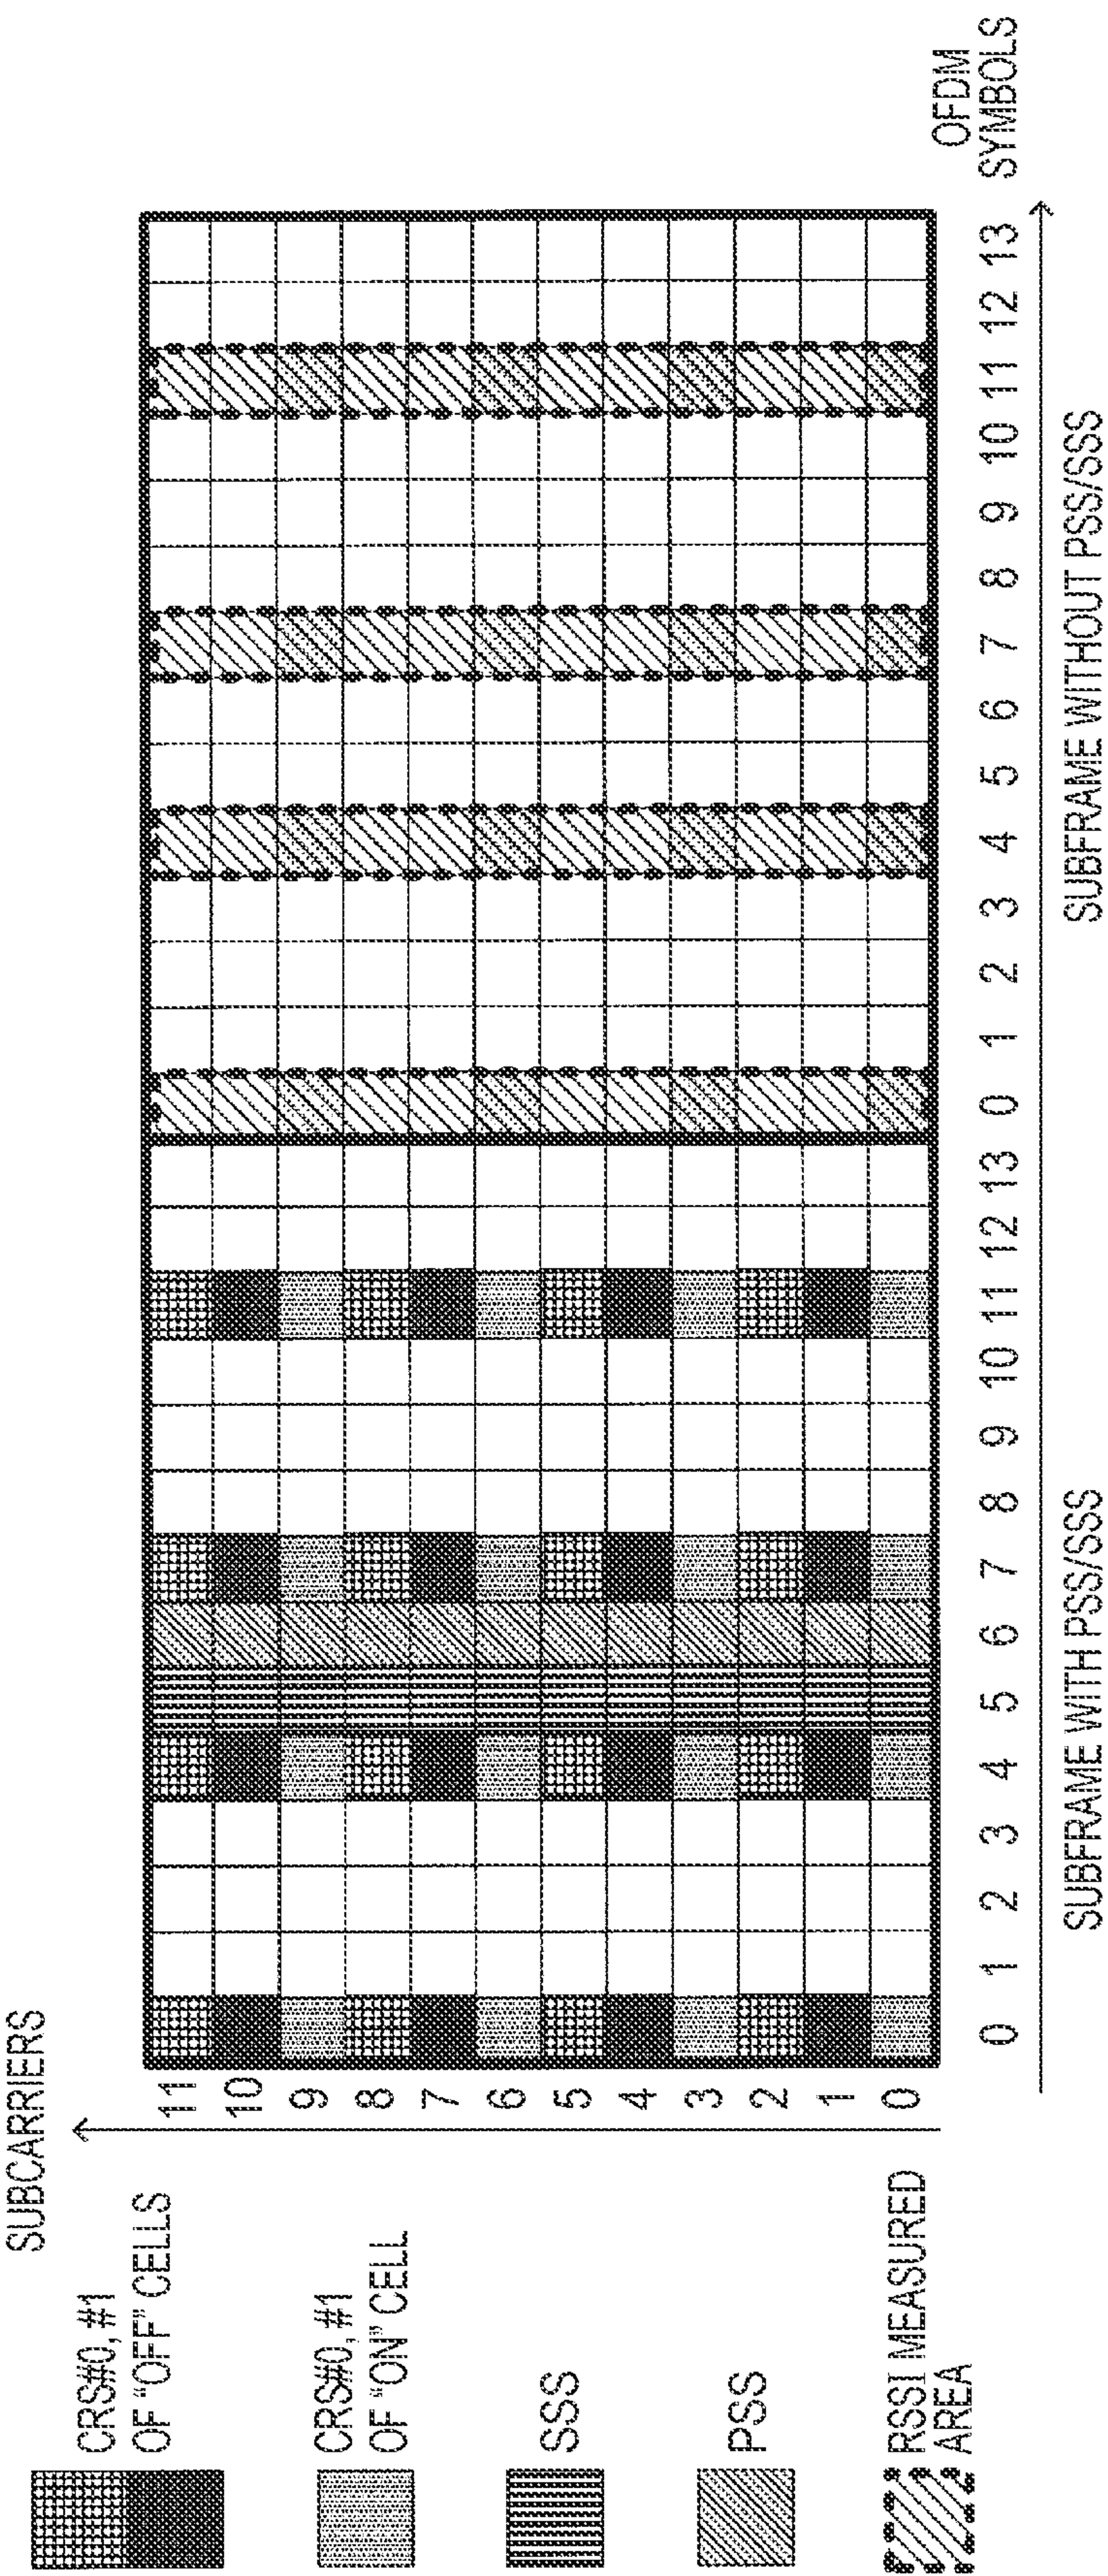 CRS#0, #1
OF "OFF" CELLS
CRS#0, #1
OF "ON" CELL
SSS
PSS
RSSI MEASURED
AREA
SUBCARRIERS
11
10
9
8
7
6
5
4
3
2
1
0
0 1 2 3 4 5 6 7 8 9 10 11 12 13 0 1 2 3 4 5 6 7 8 9 10 11 12 13
OFDM
SYMBOLS
SUBFRAME WITH PSS/SSS
SUBFRAME WITHOUT PSS/SSS